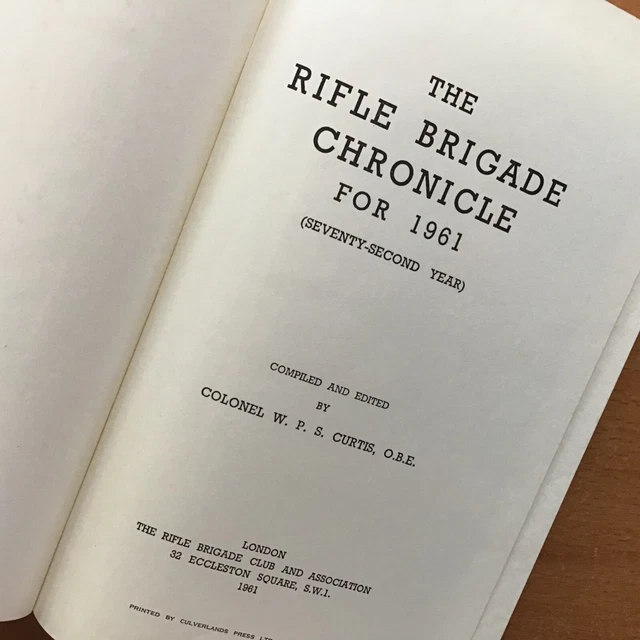 THE
RIFLE BRIGADE
CHRONICLE
FOR 1961
(SEVENTY-SECOND YEAR)
COMPILED AND EDITED
BY
COLONEL W. P. S. CURTIS, O.B.E.
LONDON
THE RIFLE BRIGADE CLUB AND ASSOCIATION
32 ECCLESTON SQUARE, S.W.1.
1961
PRINTED BY CULVERLANDS PRESS LT